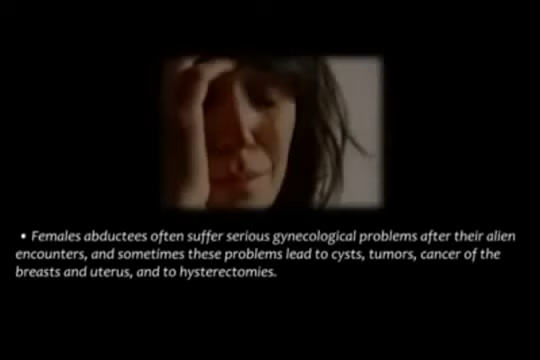 • Females abductees often suffer serious gynecological problems after their alien
encounters, and sometimes these problems lead to cysts, tumors, cancer of the
breasts and uterus, and to hysterectomies.